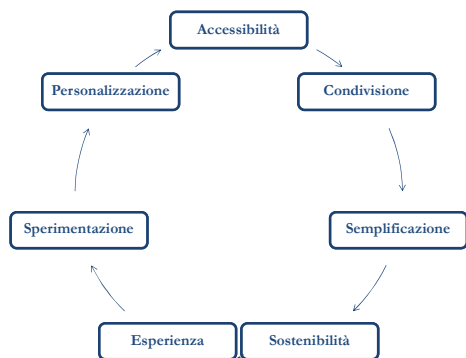 Accessibilità
Personalizzazione
Condivisione
Sperimentazione
Semplificazione
Esperienza
Sostenibilità